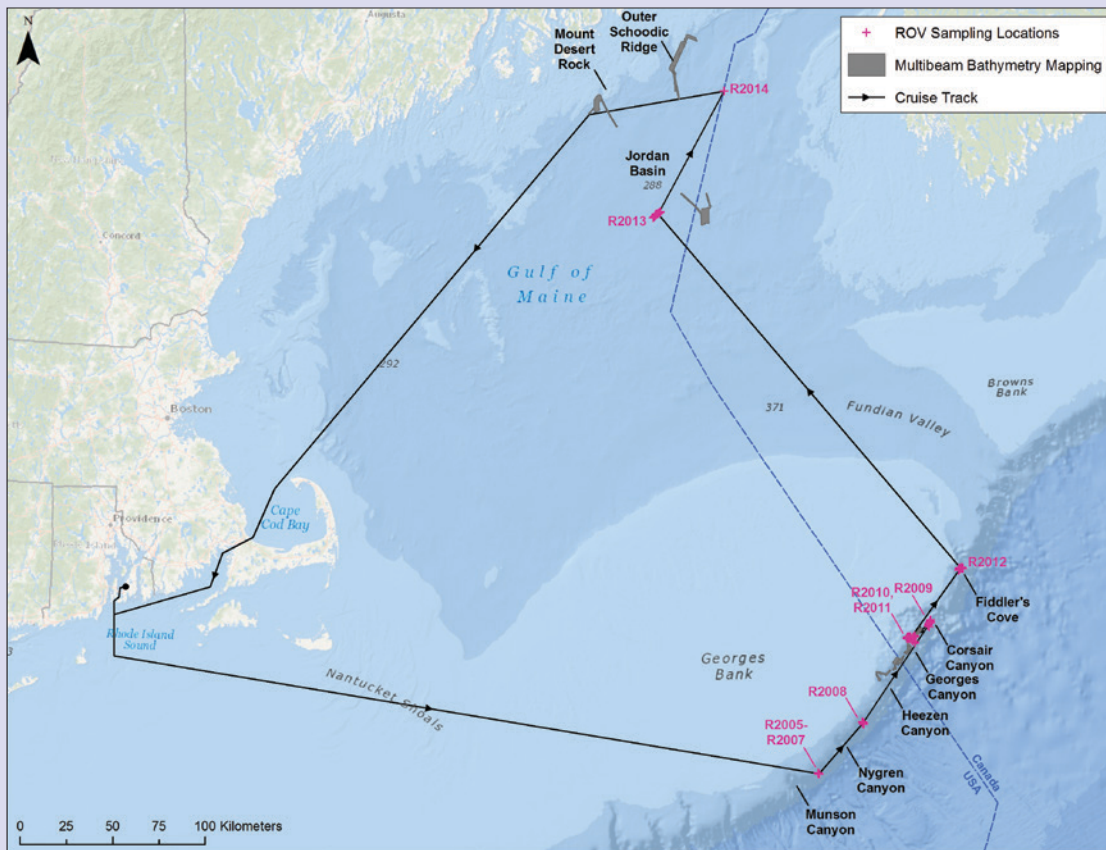 N
Augusta
Mount
Desert
Rock
Outer
Schoodic
Ridge
ROV Sampling Locations
Multibeam Bathymetry Mapping
Cruise Track
R2014
Jordan
Basin
288
R2013
Concord
Gulf of
Maine
292
Boston
371
Fundian Valley
Browns
Bank
Cape
Cod Bay
Providence
Rhode Island
Rhode Island
Sound
Nantucket Shoals
Georges
Bank
R2012
Fiddler's
Cove
R2010,
R2011
R2009
Corsair
Canyon
Georges
Canyon
R2008
Heezen
Canyon
R2005-
R2007
Nygren
Canyon
Munson
Canyon
Canada
USA
0 25 50 100 Kilometers